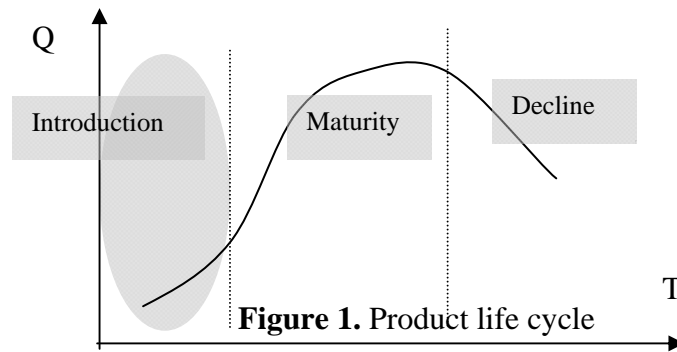 Q
Introduction
Maturity
Decline
T
Figure 1. Product life cycle